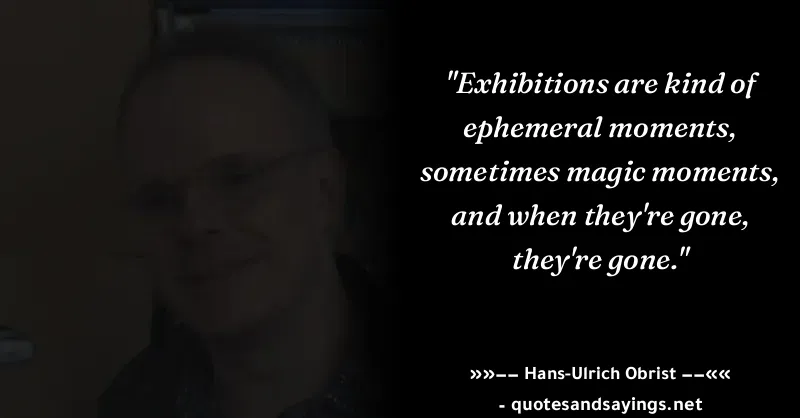 "Exhibitions are kind of
ephemeral moments,
sometimes magic moments,
and when they're gone,
they're gone."
»»–– Hans-Ulrich Obrist ––««
- quotesandsayings.net